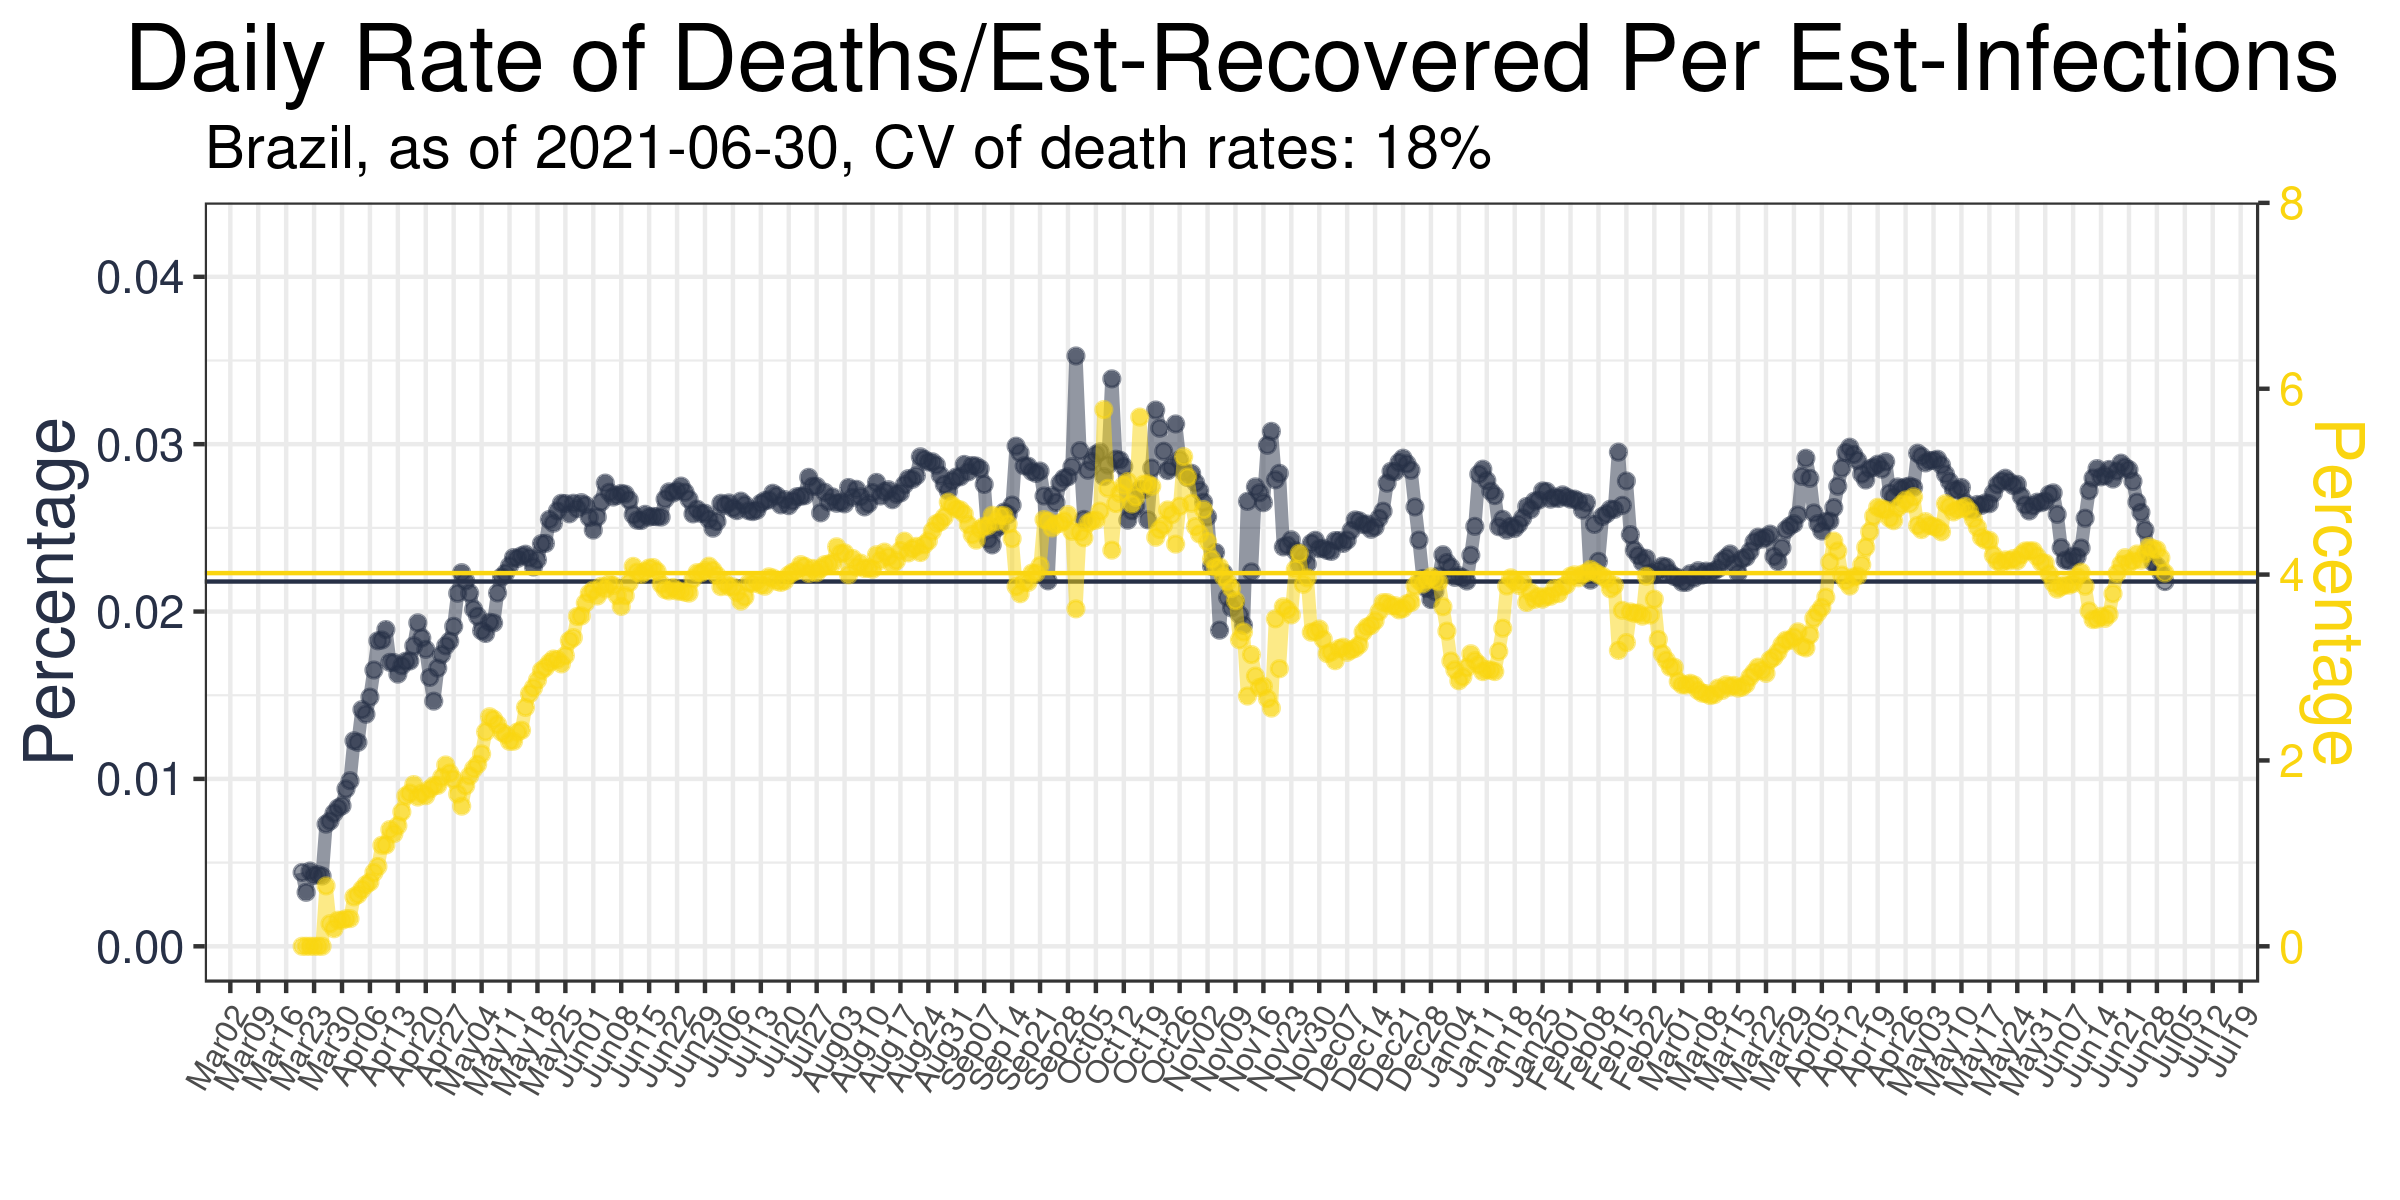 Daily Rate of Deaths/Est-Recovered Per Est-Infections
Brazil, as of 2021-06-30, CV of death rates: 18%
Percentage
0.04
0.03
0.02
0.01
0.00
8
6
4
2
0
Percentage
Mar02
Mar09
Mar16
Mar23
Mar30
Apr06
Apr13
Apr20
Apr27
May04
May11
May18
May25
Jun01
Jun08
Jun15
Jun22
Jun29
Jul06
Jul13
Jul20
Jul27
Aug03
Aug10
Aug17
Aug24
Aug31
Sep07
Sep14
Sep21
Sep28
Oct05
Oct12
Oct19
Oct26
Nov02
Nov09
Nov16
Nov23
Nov30
Dec07
Dec14
Dec21
Dec28
Jan04
Jan11
Jan18
Jan25
Feb01
Feb08
Feb15
Feb22
Mar01
Mar08
Mar15
Mar22
Mar29
Apr05
Apr12
Apr19
Apr26
May03
May10
May17
May24
May31
Jun07
Jun14
Jun21
Jun28
Jul05
Jul12
Jul19